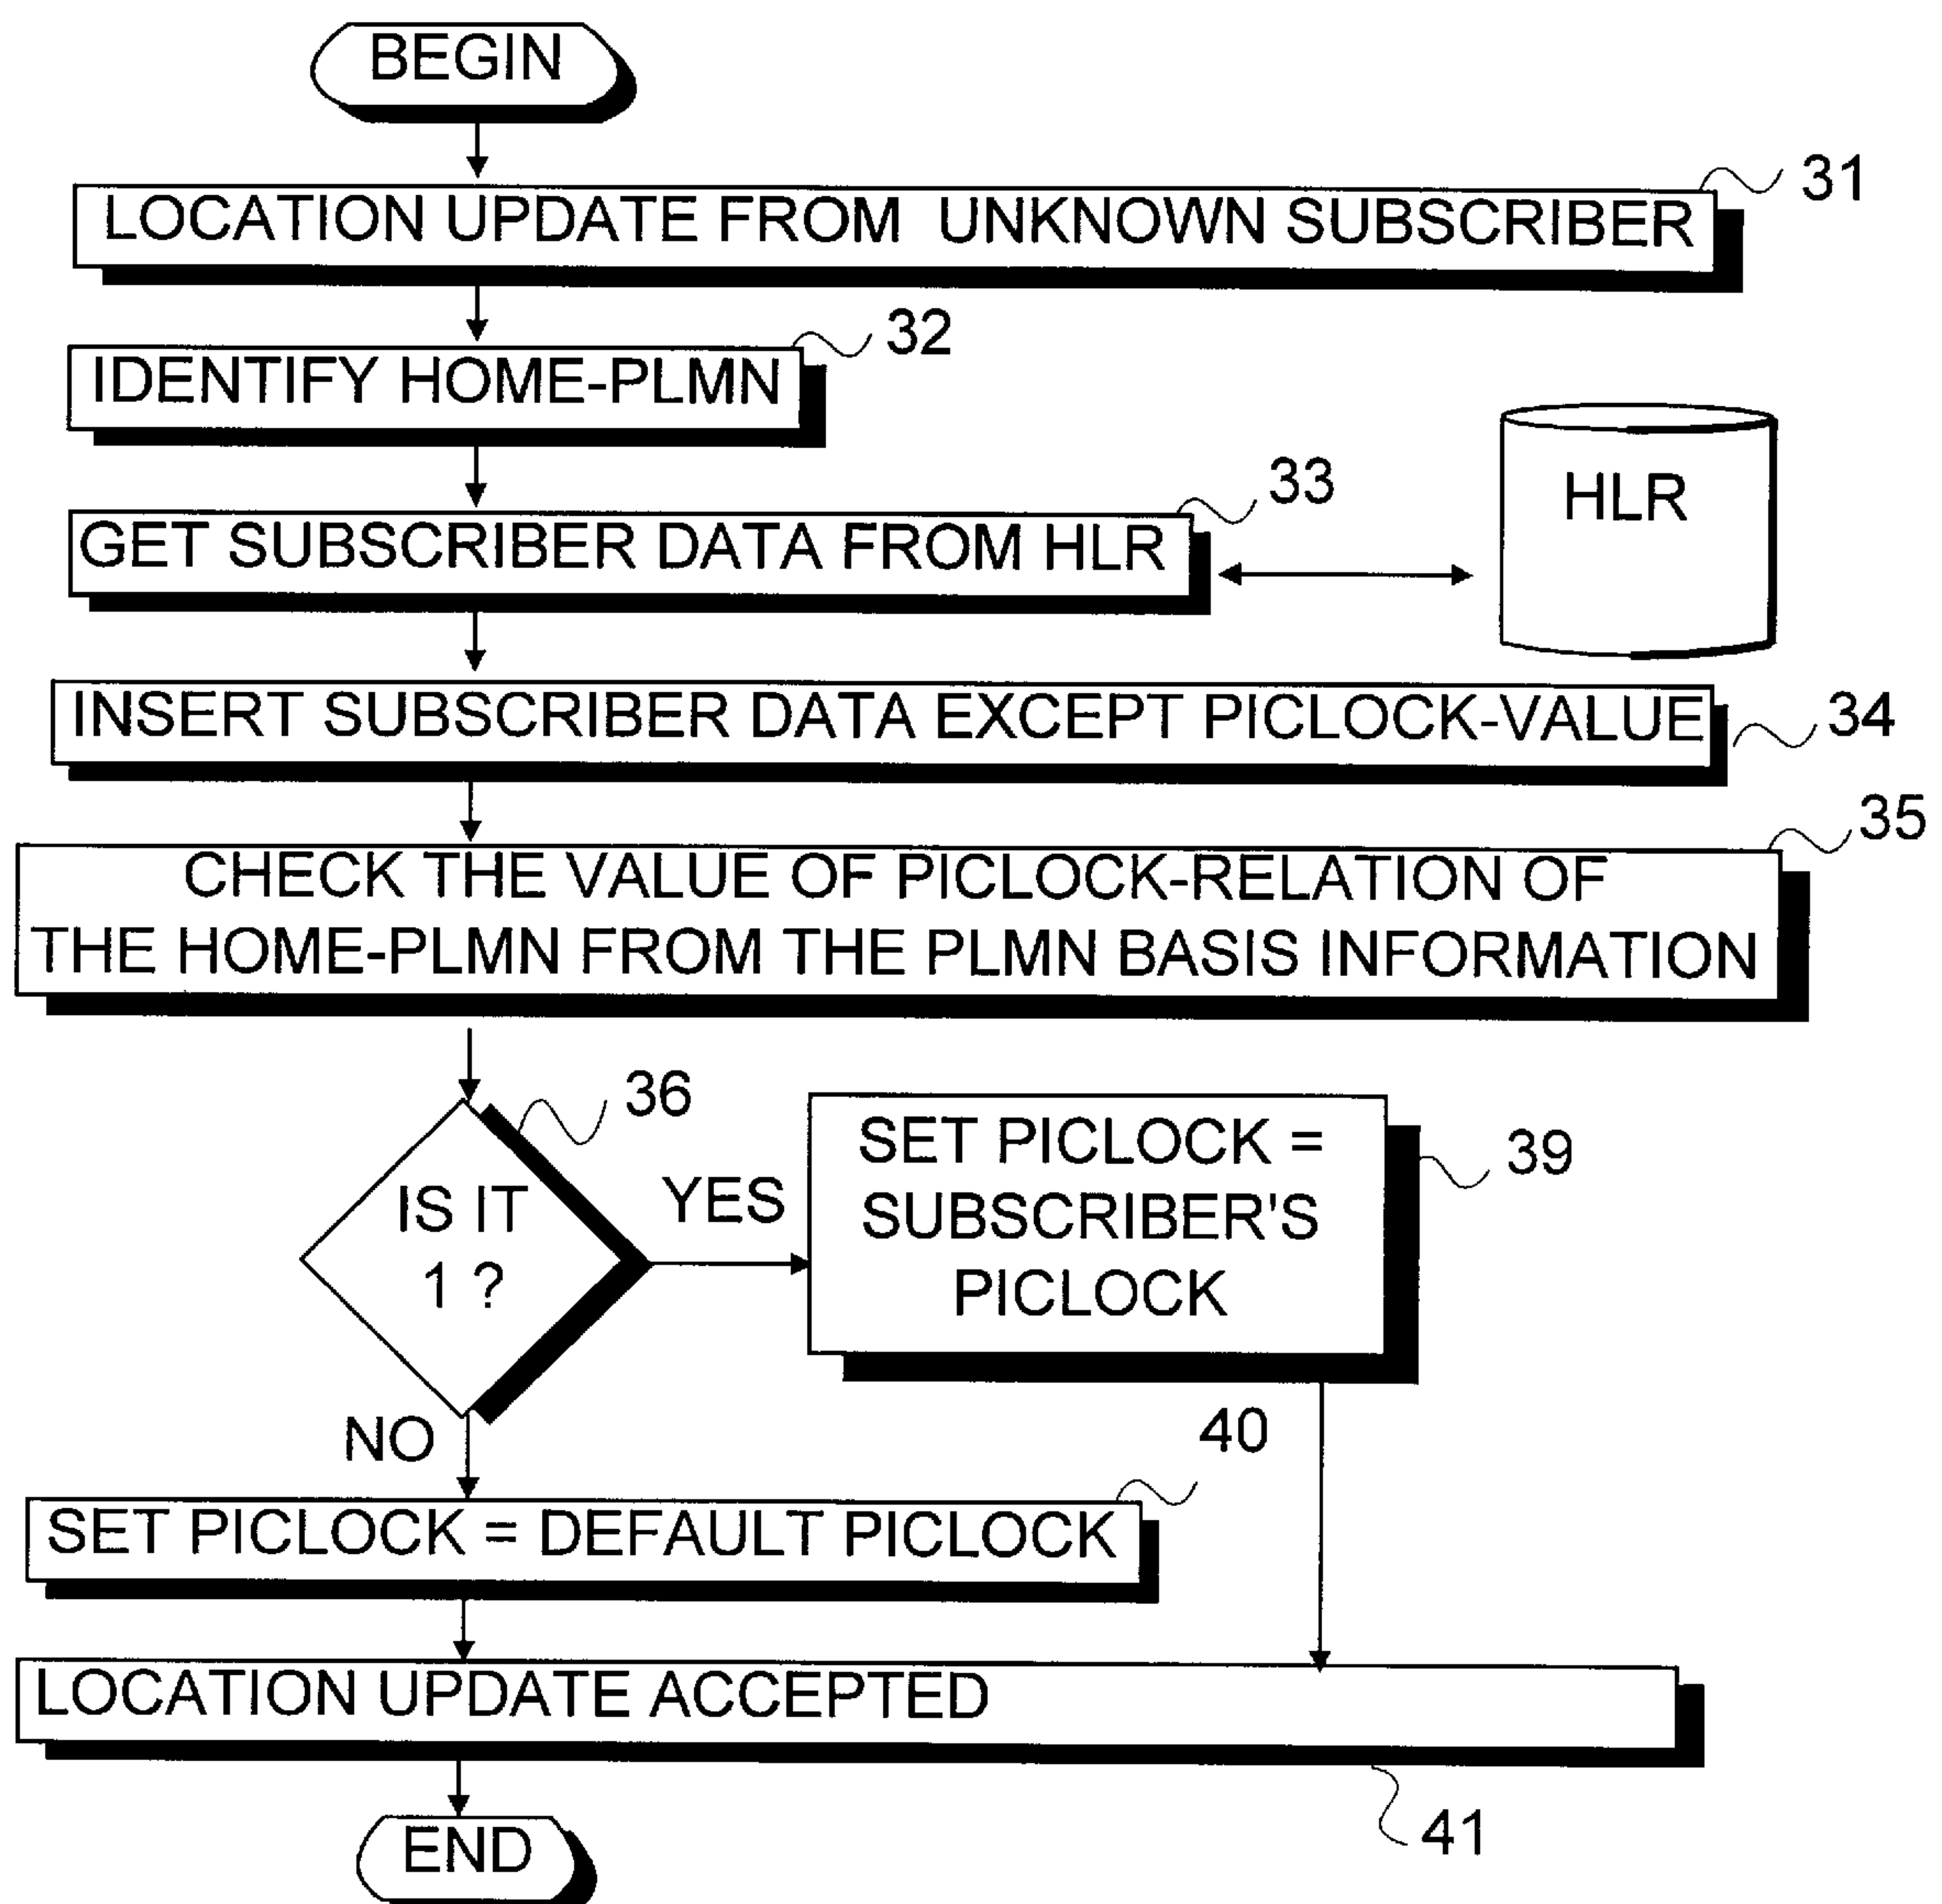 BEGIN
31
LOCATION UPDATE FROM UNKNOWN SUBSCRIBER
32
IDENTIFY HOME-PLMN
33
GET SUBSCRIBER DATA FROM HLR
HLR
INSERT SUBSCRIBER DATA EXCEPT PICLOCK-VALUE
34
35
CHECK THE VALUE OF PICLOCK-RELATION OF
THE HOME-PLMN FROM THE PLMN BASIS INFORMATION
36
IS IT
1 ?
YES
SET PICLOCK =
SUBSCRIBER'S
PICLOCK
39
NO
40
SET PICLOCK = DEFAULT PICLOCK
LOCATION UPDATE ACCEPTED
41
END